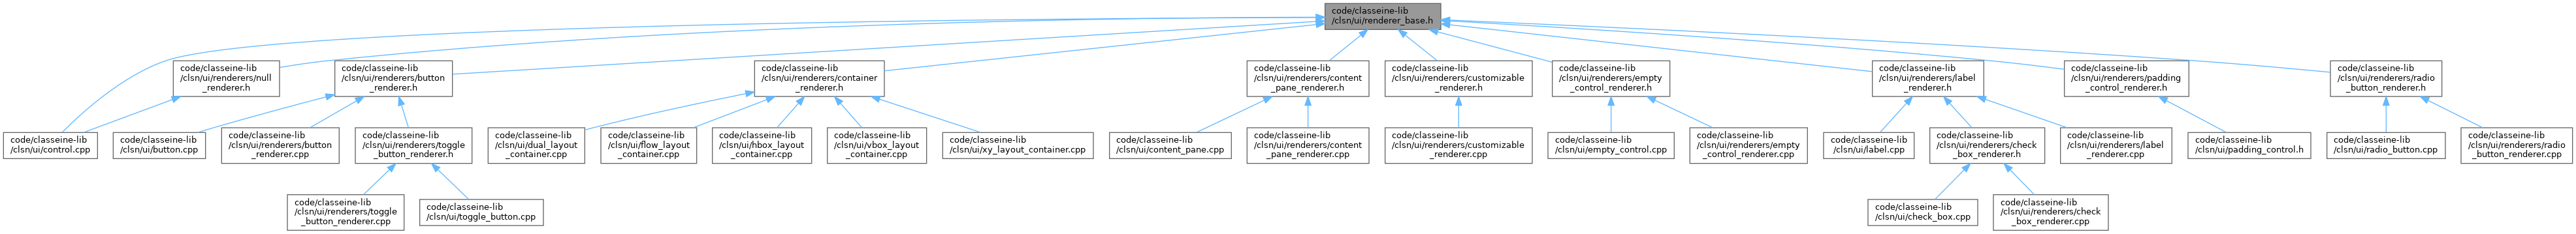 code/classeine-lib
/clsn/ui/renderer_base.h
code/classeine-lib
/clsn/ui/renderers/null
_renderer.h
code/classeine-lib
/clsn/ui/renderers/button
_renderer.h
code/classeine-lib
/clsn/ui/renderers/container
_renderer.h
code/classeine-lib
/clsn/ui/renderers/content
_pane_renderer.h
code/classeine-lib
/clsn/ui/renderers/customizable
_renderer.h
code/classeine-lib
/clsn/ui/renderers/empty
_control_renderer.h
code/classeine-lib
/clsn/ui/renderers/label
_renderer.h
code/classeine-lib
/clsn/ui/renderers/padding
_control_renderer.h
code/classeine-lib
/clsn/ui/renderers/radio
_button_renderer.h
code/classeine-lib
/clsn/ui/control.cpp
code/classeine-lib
/clsn/ui/button.cpp
code/classeine-lib
/clsn/ui/renderers/button
_renderer.cpp
code/classeine-lib
/clsn/ui/renderers/toggle
_button_renderer.h
code/classeine-lib
/clsn/ui/dual_layout
_container.cpp
code/classeine-lib
/clsn/ui/flow_layout
_container.cpp
code/classeine-lib
/clsn/ui/hbox_layout
_container.cpp
code/classeine-lib
/clsn/ui/vbox_layout
_container.cpp
code/classeine-lib
/clsn/ui/xy_layout_container.cpp
code/classeine-lib
/clsn/ui/content_pane.cpp
code/classeine-lib
/clsn/ui/renderers/content
_pane_renderer.cpp
code/classeine-lib
/clsn/ui/renderers/customizable
_renderer.cpp
code/classeine-lib
/clsn/ui/empty_control.cpp
code/classeine-lib
/clsn/ui/renderers/empty
_control_renderer.cpp
code/classeine-lib
/clsn/ui/label.cpp
code/classeine-lib
/clsn/ui/renderers/check
_box_renderer.h
code/classeine-lib
/clsn/ui/renderers/label
_renderer.cpp
code/classeine-lib
/clsn/ui/padding_control.h
code/classeine-lib
/clsn/ui/radio_button.cpp
code/classeine-lib
/clsn/ui/renderers/radio
_button_renderer.cpp
code/classeine-lib
/clsn/ui/renderers/toggle
_button_renderer.cpp
code/classeine-lib
/clsn/ui/toggle_button.cpp
code/classeine-lib
/clsn/ui/check_box.cpp
code/classeine-lib
/clsn/ui/renderers/check
_box_renderer.cpp